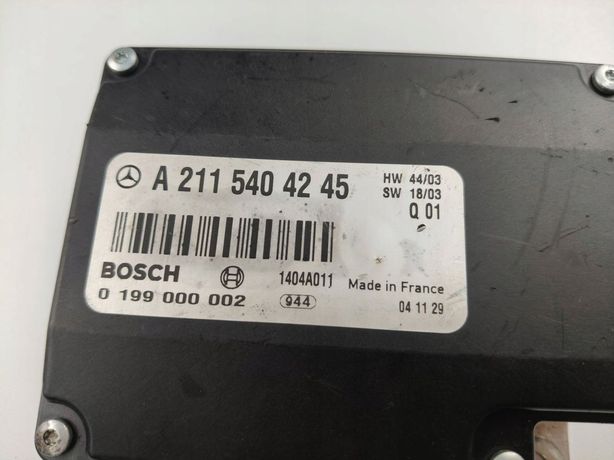 A 211 540 42 45
HW 44/03
SW 18/03
Q 01
BOSCH
1404A011
Made in France
0 199 000 002
944
04 11 29